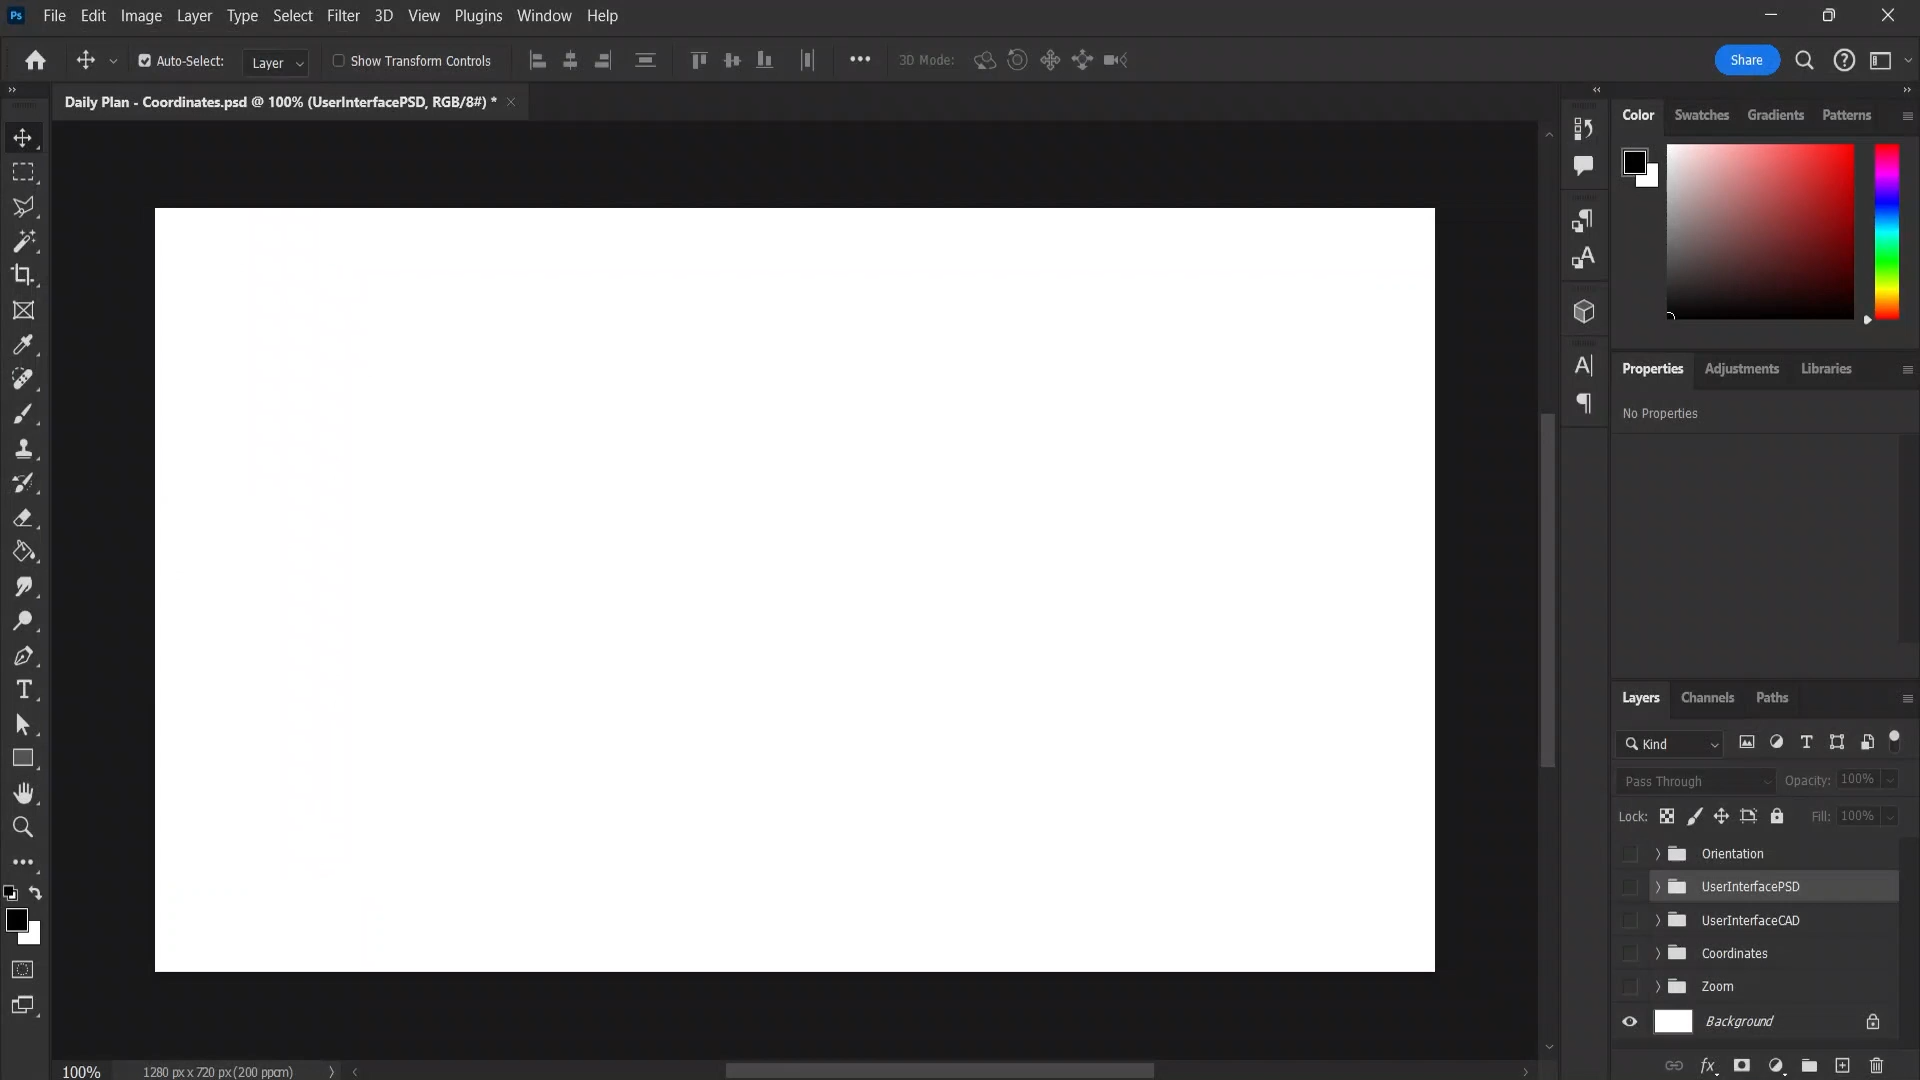 Ps File Edit Image Layer Type Select Filter 3D View Plugins Window Help
Auto-Select: Layer Show Transform Controls 3D Mode: Share
Daily Plan - Coordinates.psd @ 100% (UserInterfacePSD, RGB/8#) *
Color Swatches Gradients Patterns
Properties Adjustments Libraries
No Properties
Layers Channels Paths
Kind
Pass Through Opacity: 100%
Lock: Fill: 100%
Orientation
UserInterfacePSD
UserInterfaceCAD
Coordinates
Zoom
Background
100% 1280 px x 720 px (200 ppcm)